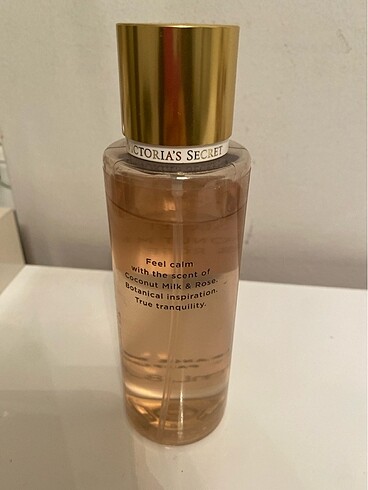 VICTORIA'S SECRET
Feel calm
with the scent of
Coconut Milk & Rose.
Botanical inspiration.
True tranquility.